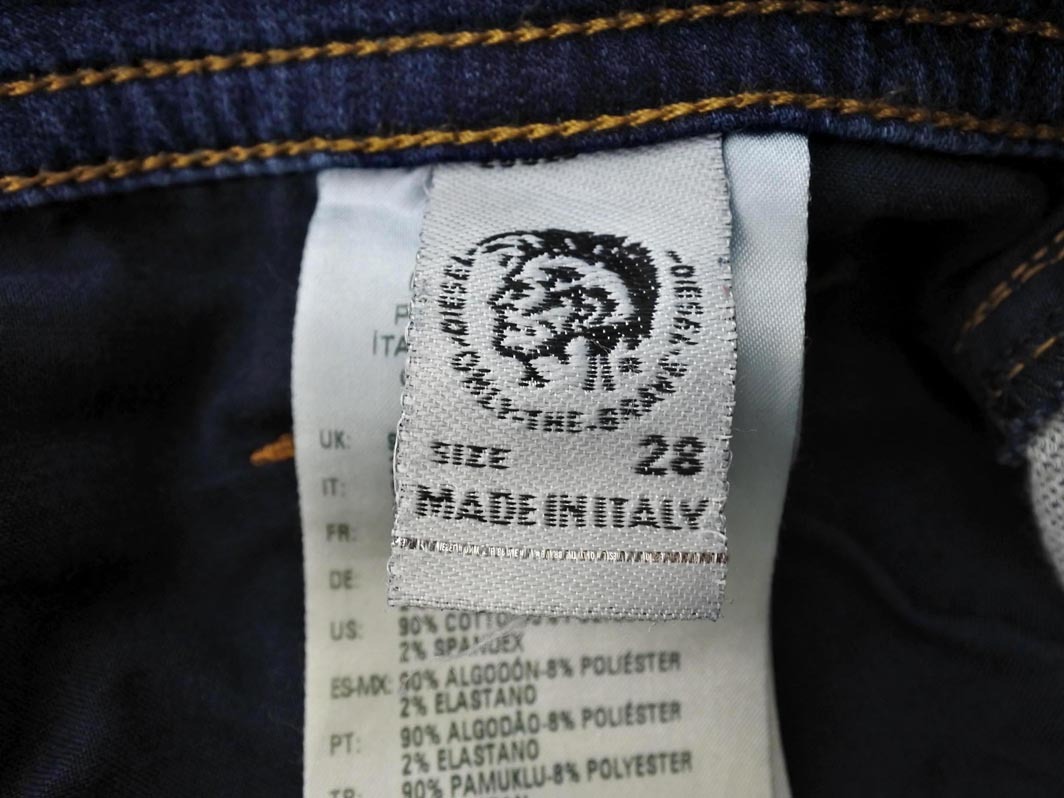 DIESEL
DIESEL
ONLY-THE-BRAVE
SIZE 28
MADE IN ITALY
UK:
IT:
FR:
DE:
US: 90% COTTO
2% SPANDEX
ES-MX: 90% ALGODÓN-8% POLIÉSTER
2% ELASTANO
PT: 90% ALGODÃO-8% POLIÉSTER
2% ELASTANO
TR: 90% PAMUKLU-8% POLYESTER